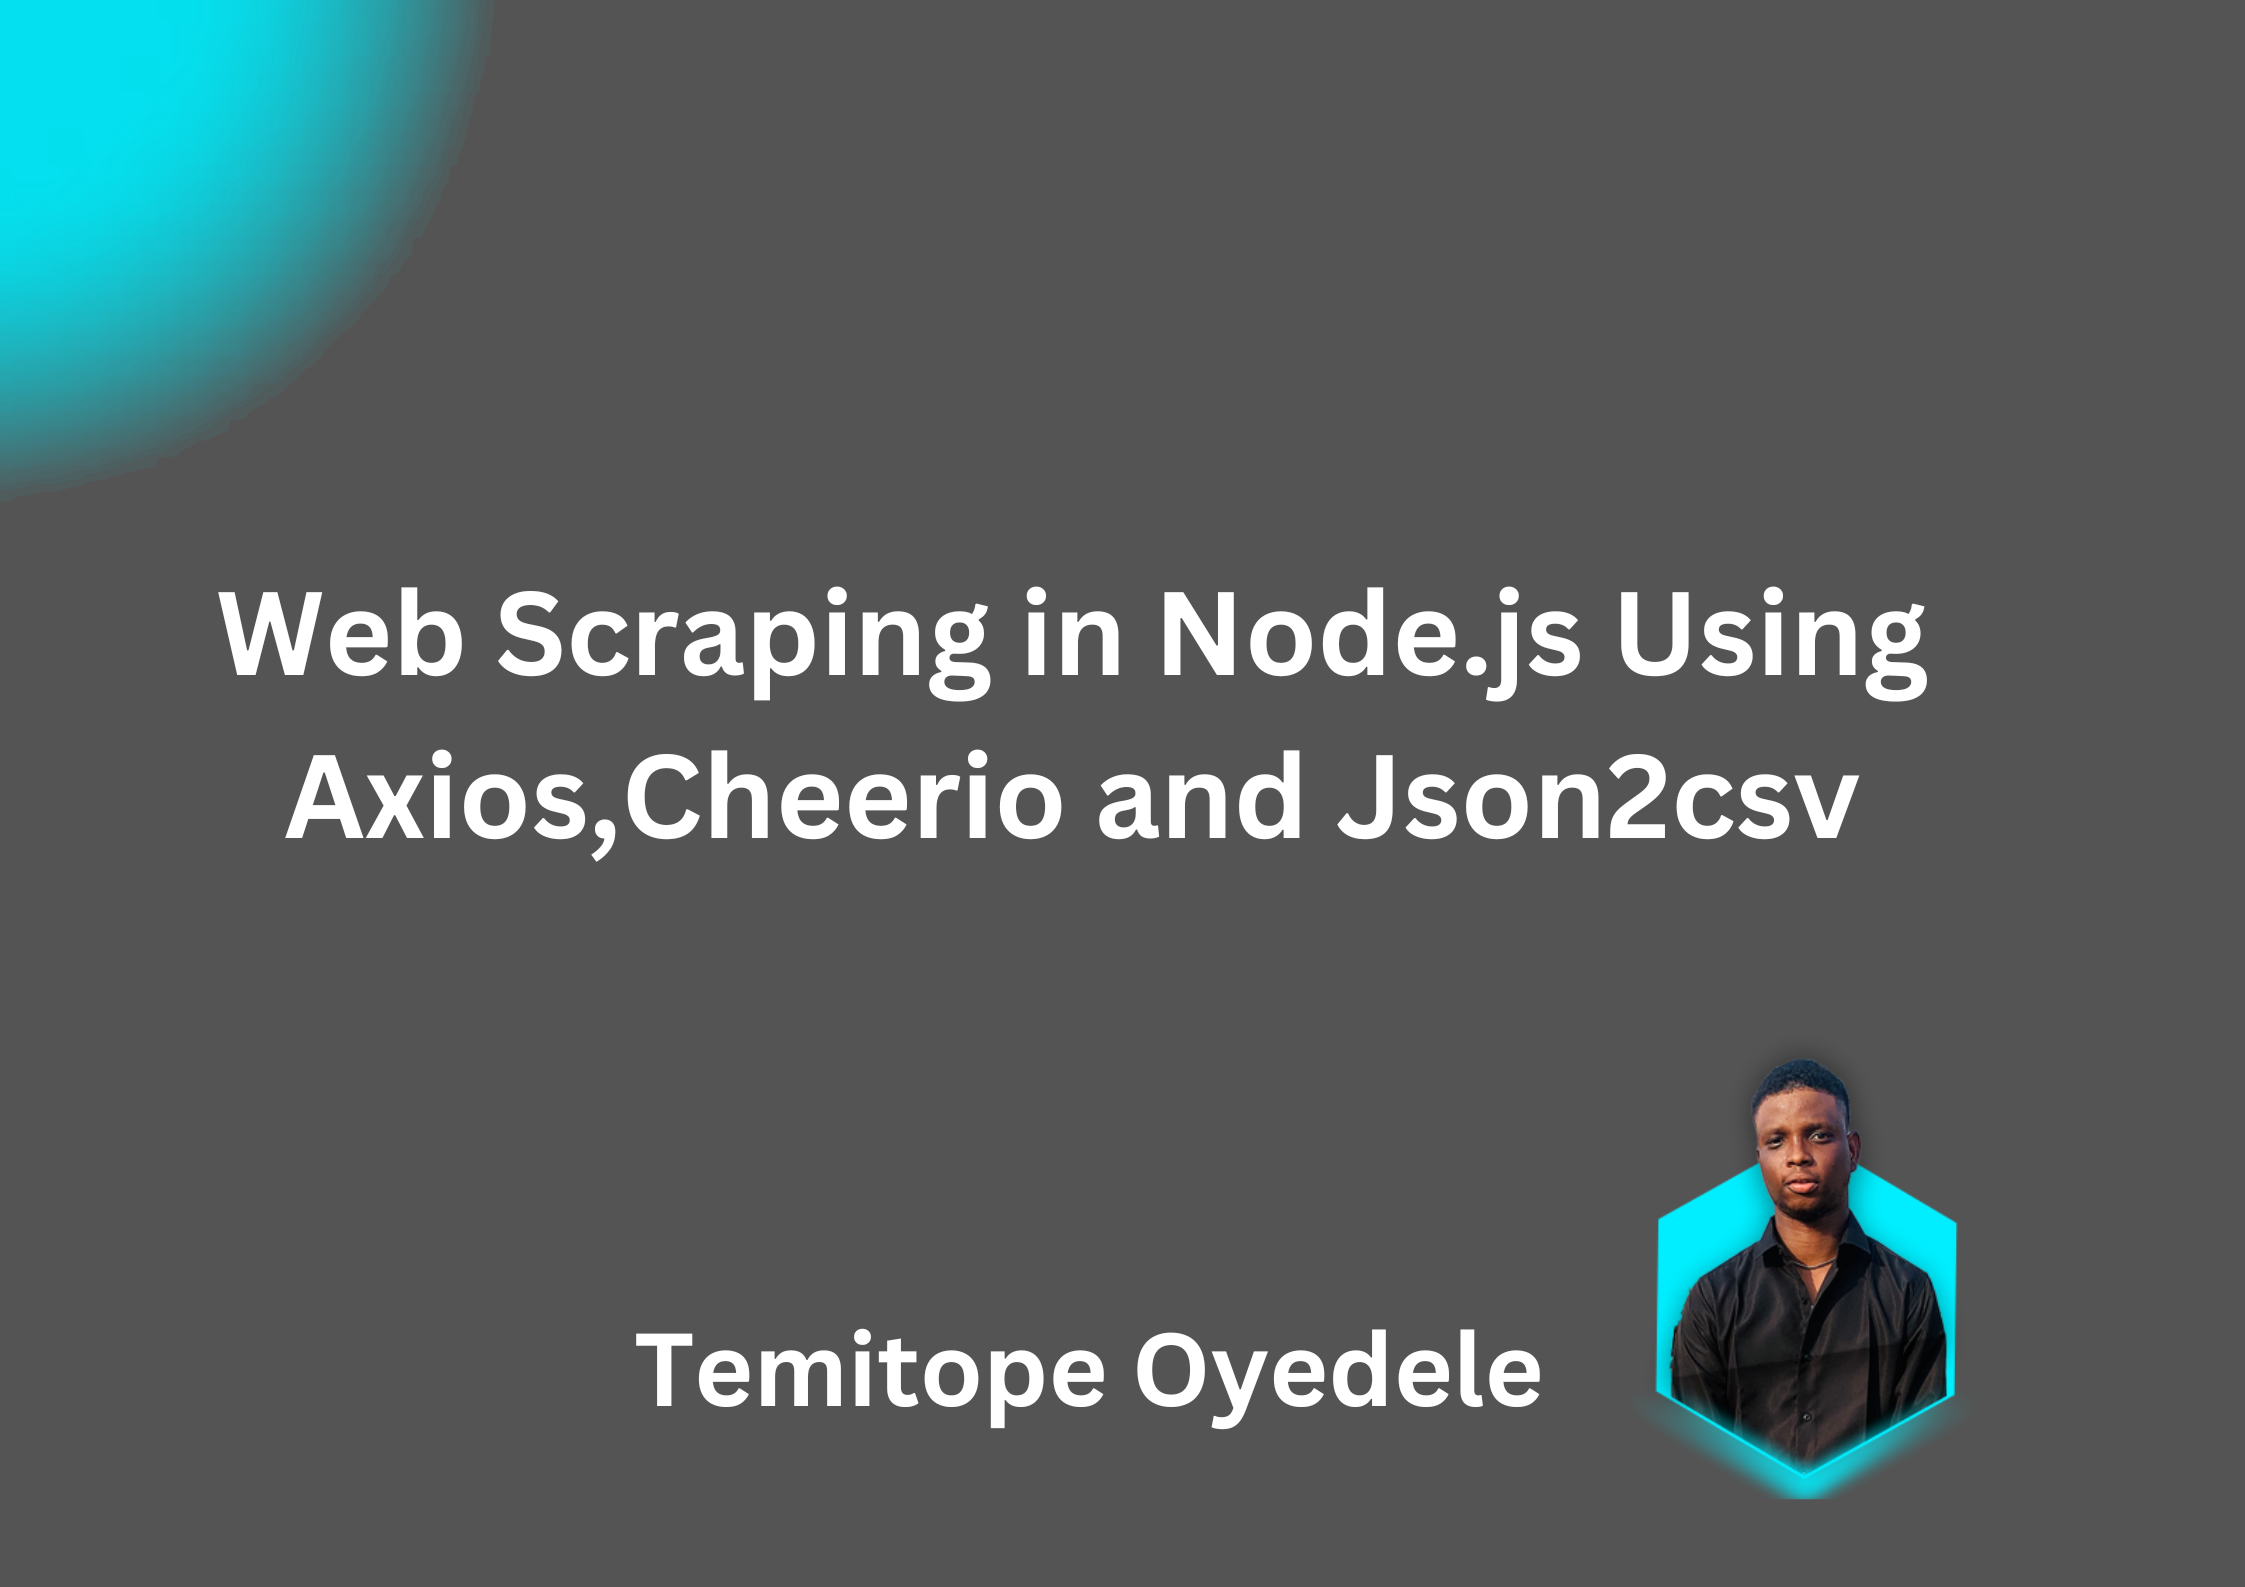 Web Scraping in Node.js Using
Axios,Cheerio and Json2csv
Temitope Oyedele